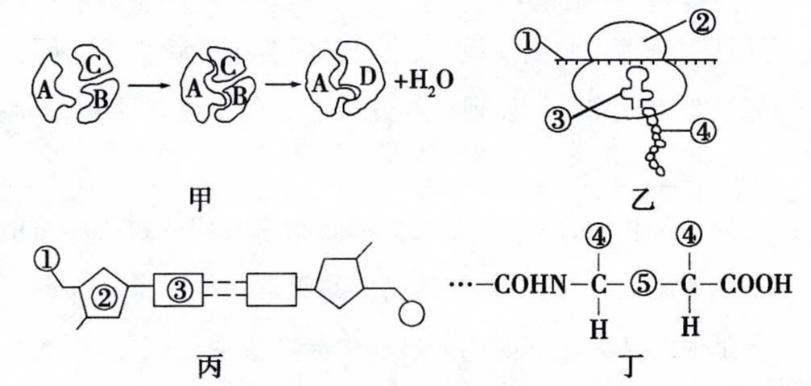 A C B A C B A D +H₂O
甲
① ② ③ ④
乙
① ② ③
丙
④ ④
···—COHN—C—⑤—C—COOH
H H
丁